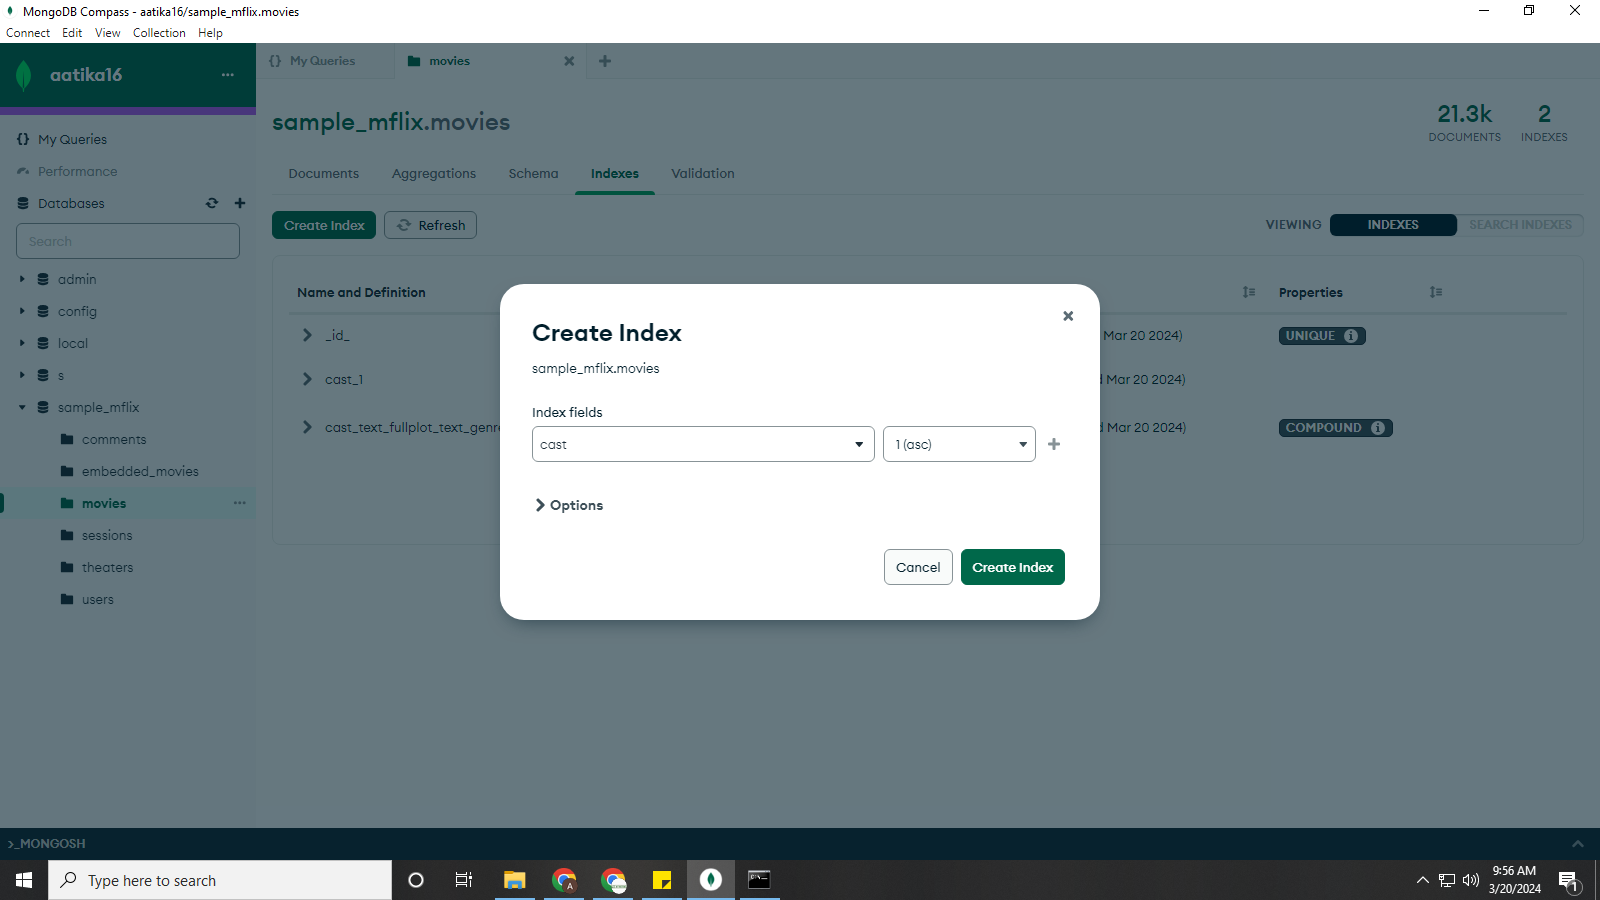 MongoDB Compass - aatika16/sample_mflix.movies
Connect Edit View Collection Help
aatika16
My Queries
movies
sample_mflix.movies
21.3k
DOCUMENTS
2
INDEXES
My Queries
Performance
Databases
Search
admin
config
local
s
sample_mflix
comments
embedded_movies
movies
sessions
theaters
users
Documents Aggregations Schema Indexes Validation
Create Index Refresh
VIEWING INDEXES SEARCH INDEXES
Name and Definition Properties
_id_ Mar 20 2024) UNIQUE
cast_1 Mar 20 2024)
cast_text_fullplot_text_genre Mar 20 2024) COMPOUND
Create Index
sample_mflix.movies
Index fields
cast 1 (asc)
Options
Cancel Create Index
>_MONGOSH
Type here to search
A
9:56 AM
3/20/2024
1